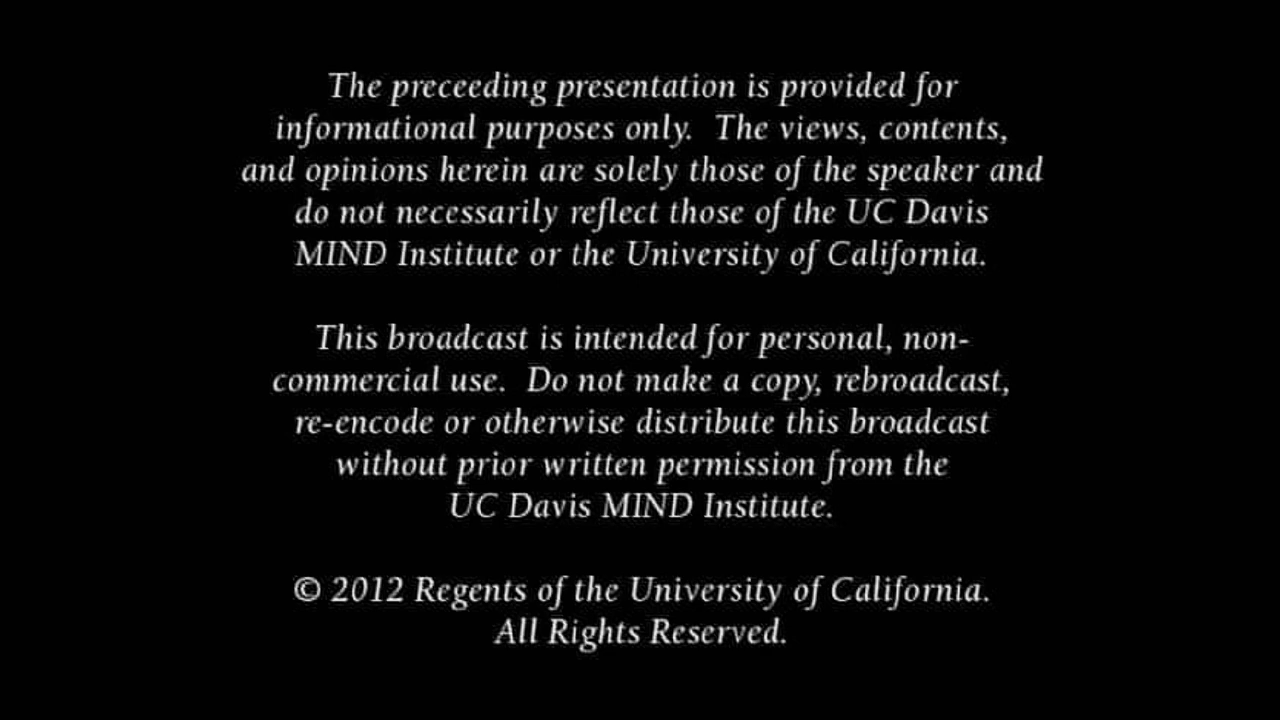 The preceeding presentation is provided for
informational purposes only.  The views, contents,
and opinions herein are solely those of the speaker and
do not necessarily reflect those of the UC Davis
MIND Institute or the University of California.
This broadcast is intended for personal, non-
commercial use.  Do not make a copy, rebroadcast,
re-encode or otherwise distribute this broadcast
without prior written permission from the
UC Davis MIND Institute.
© 2012 Regents of the University of California.
All Rights Reserved.